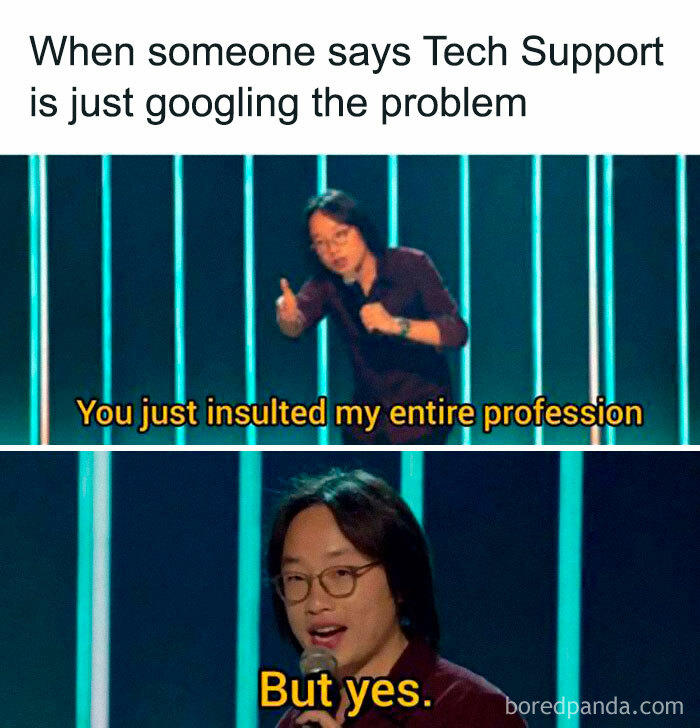 When someone says Tech Support
is just googling the problem
You just insulted my entire profession
But yes.
boredpanda.com